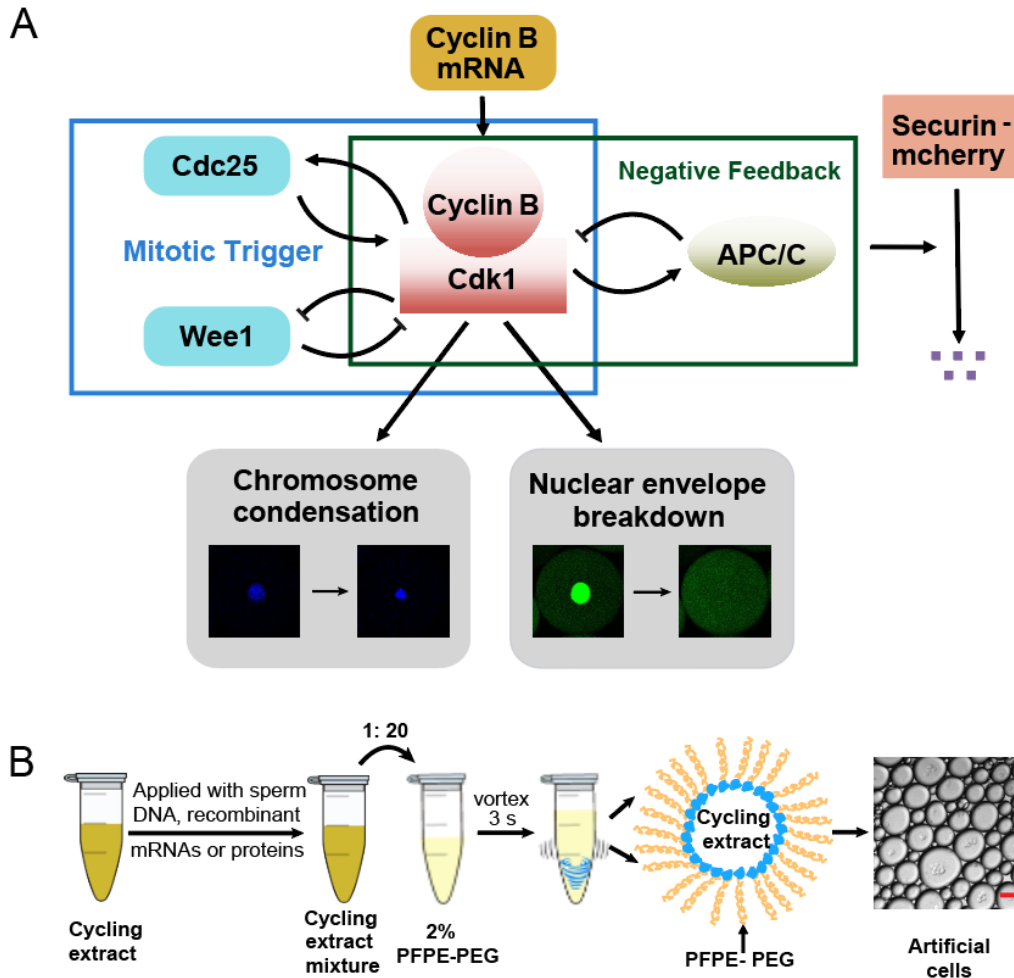 A
Cyclin B
mRNA
Cdc25
Mitotic Trigger
Wee1
Cyclin B
Cdk1
Negative Feedback
APC/C
Securin -
mcherry
Chromosome
condensation
Nuclear envelope
breakdown
B
1: 20
Applied with sperm
DNA, recombinant
mRNAs or proteins
vortex
3 s
Cycling
extract
Cycling
extract
Cycling
extract
mixture
2%
PFPE-PEG
PFPE- PEG
Artificial
cells